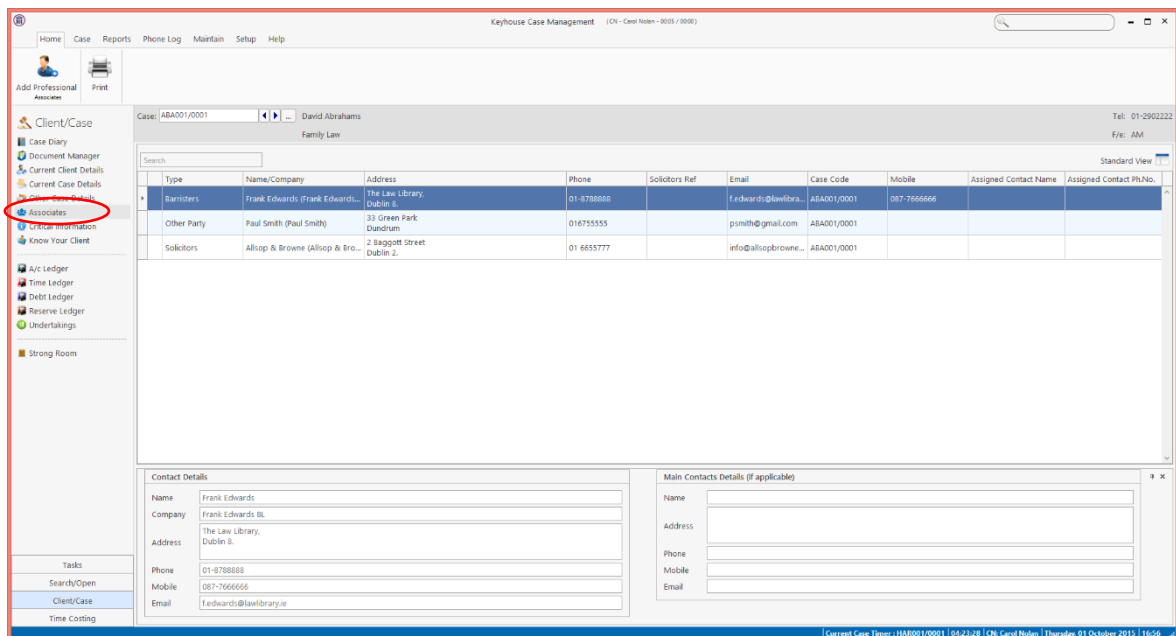 Keyhouse Case Management (CN - Carol Nolan - 0005 / 0000)
Home Case Reports Phone Log Maintain Setup Help
Add Professional
Associates
Print
Client/Case
Case Diary
Document Manager
Current Client Details
Current Case Details
Other Case Details
Associates
Critical Information
Know Your Client
A/c Ledger
Time Ledger
Debt Ledger
Reserve Ledger
Undertakings
Strong Room
Tasks
Search/Open
Client/Case
Time Costing
Case: ABA001/0001 ... David Abrahams Tel: 01-2902222
Family Law F/e: AM
Search Standard View
Type Name/Company Address Phone Solicitors Ref Email Case Code Mobile Assigned Contact Name Assigned Contact Ph.No.
Barristers Frank Edwards (Frank Edwards... The Law Library, Dublin 8. 01-8788888 f.edwards@lawlibra... ABA001/0001 087-7666666
Other Party Paul Smith (Paul Smith) 33 Green Park Dundrum 016755555 psmith@gmail.com ABA001/0001
Solicitors Allsop & Browne (Allsop & Bro... 2 Baggott Street Dublin 2. 01 6655777 info@allsopbrowne... ABA001/0001
Contact Details
Name Frank Edwards
Company Frank Edwards BL
Address The Law Library,
Dublin 8.
Phone 01-8788888
Mobile 087-7666666
Email f.edwards@lawlibrary.ie
Main Contacts Details (if applicable)
Name
Address
Phone
Mobile
Email
Current Case Timer : HAR001/0001 04:23:28 CN: Carol Nolan Thursday, 01 October 2015 16:56